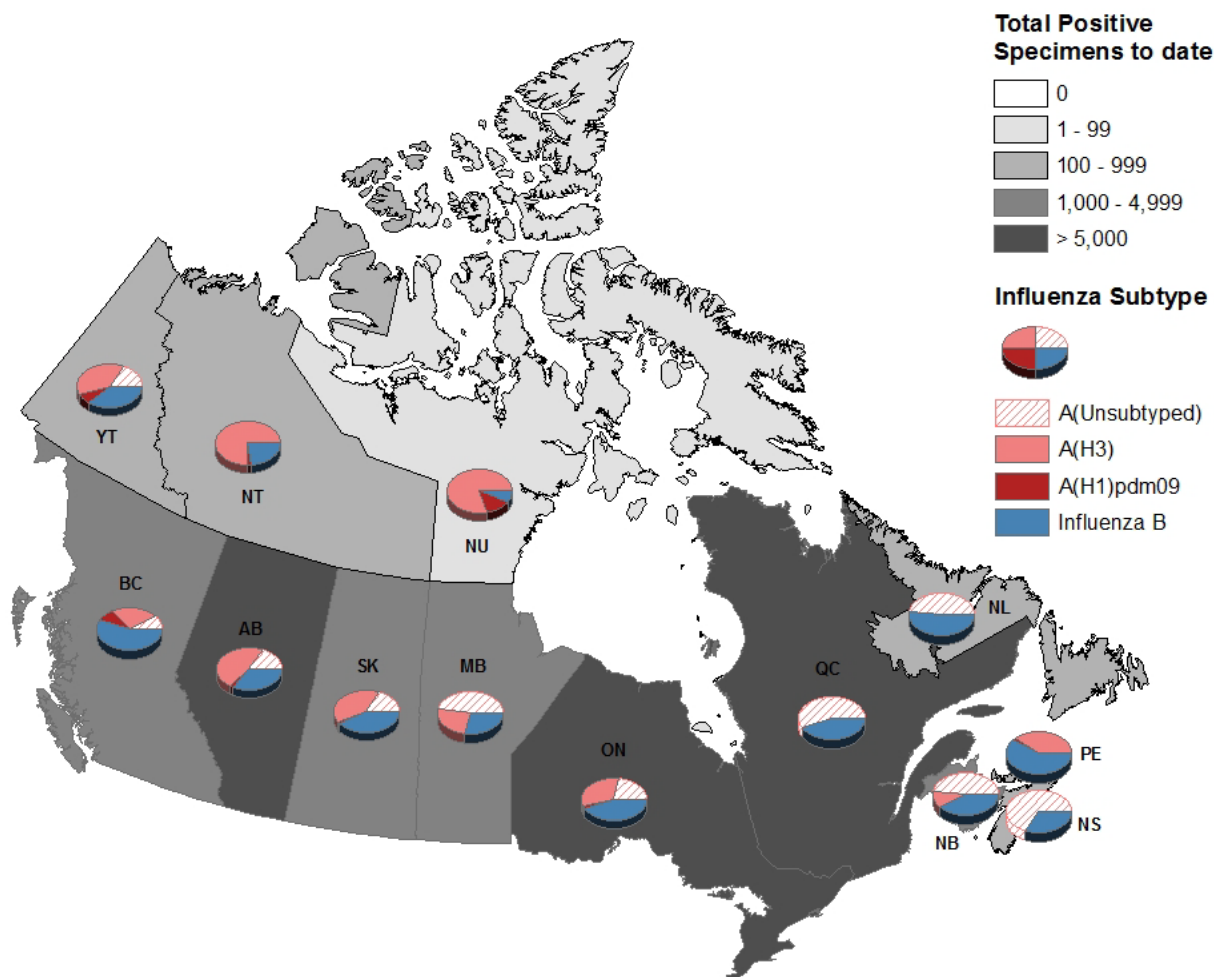 Total Positive
Specimens to date
0
1 - 99
100 - 999
1,000 - 4,999
> 5,000
Influenza Subtype
A(Unsubtyped)
A(H3)
A(H1)pdm09
Influenza B
YT
NT
NU
BC
AB
SK
MB
ON
QC
NL
PE
NB
NS